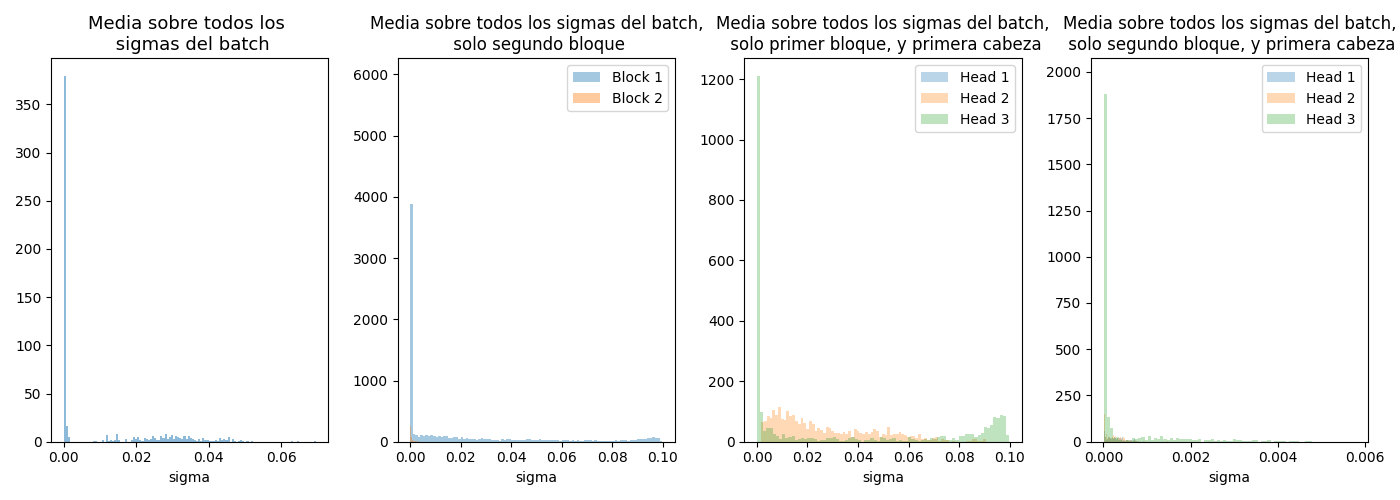 Media sobre todos los
sigmas del batch
350
300
250
200
150
100
50
0
0.00 0.02 0.04 0.06
sigma
Media sobre todos los sigmas del batch,
solo segundo bloque
Block 1
Block 2
6000
5000
4000
3000
2000
1000
0
0.00 0.02 0.04 0.06 0.08 0.10
sigma
Media sobre todos los sigmas del batch,
solo primer bloque, y primera cabeza
Head 1
Head 2
Head 3
1200
1000
800
600
400
200
0
0.00 0.02 0.04 0.06 0.08 0.10
sigma
Media sobre todos los sigmas del batch,
solo segundo bloque, y primera cabeza
Head 1
Head 2
Head 3
2000
1750
1500
1250
1000
750
500
250
0
0.000 0.002 0.004 0.006
sigma